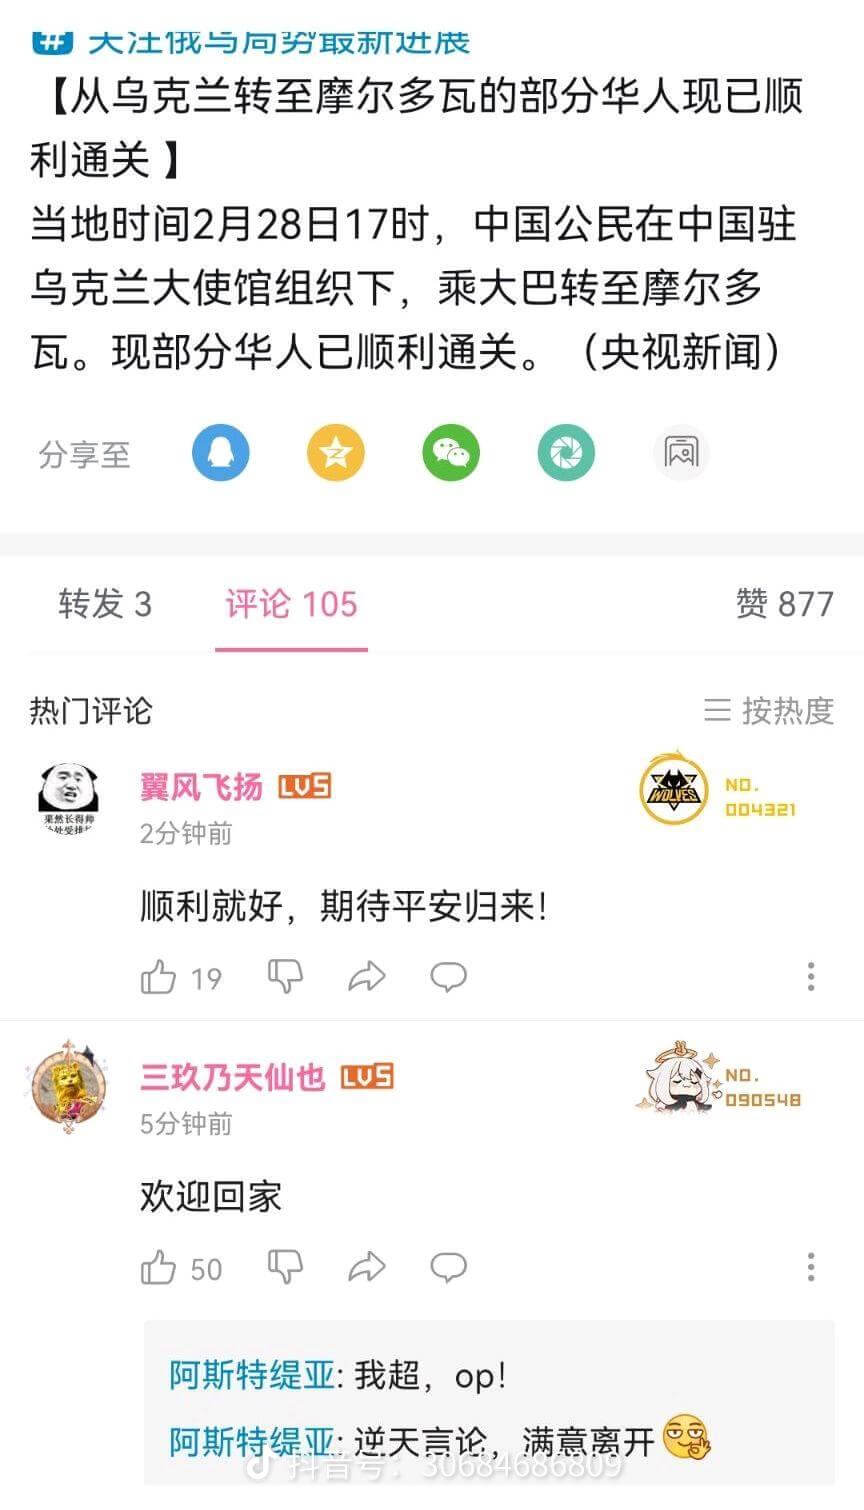 # 关注俄乌局势最新进展
【从乌克兰转至摩尔多瓦的部分华人现已顺
利通关 】
当地时间2月28日17时，中国公民在中国驻
乌克兰大使馆组织下，乘大巴转至摩尔多
瓦。现部分华人已顺利通关。（央视新闻）
分享至
转发 3 评论 105 赞 877
热门评论 按热度
翼风飞扬 LV5
WOLVES
NO.
004321
果然长得帅
2分钟前
顺利就好，期待平安归来！
19
三玖乃天仙也 LV5
NO.
090548
5分钟前
欢迎回家
50
阿斯特缇亚: 我超，op！
阿斯特缇亚: 逆天言论，满意离开
抖音号：30684686809